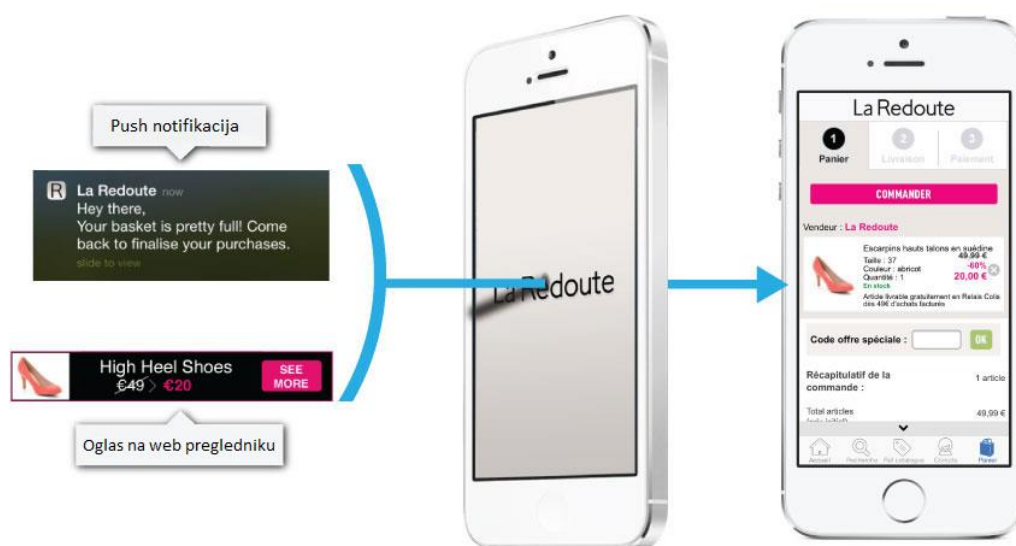 Push notifikacija
La Redoute now
Hey there,
Your basket is pretty full! Come
back to finalise your purchases.
slide to view
High Heel Shoes
€49 > €20
SEE
MORE
Oglas na web pregledniku
La Redoute
La Redoute
1
2
3
Panier
Livraison
Paiement
COMMANDER
Vendeur : La Redoute
Escarpins hauts talons en suédine
49,99 €
Taille : 37
-60%
Couleur : abricot
20,00 €
Quantité : 1
En stock
Article livrable gratuitement en Relais Colis
dès 49€ d'achats facturés
Code offre spéciale :
OK
Récapitulatif de la
commande :
1 article
Total articles
49,99 €
Accueil
Recherche
Ref catalogue
Compte
Panier